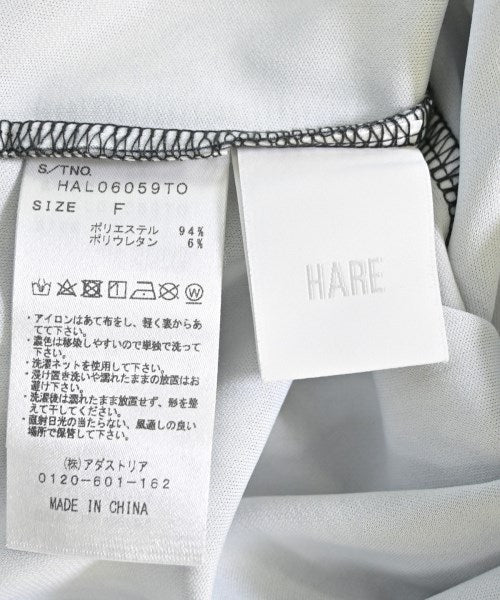 S/TNO.
HAL06059TO
SIZE F
ポリエステル 94%
ポリウレタン 6%
・アイロンはあて布をし、軽く裏からあ
てて下さい。
・濃色は移染しやすいので単独で洗って
下さい。
・洗濯ネットを使用して下さい。
・浸け置き洗いや濡れたままの放置はお
避け下さい。
・洗濯後は濡れたまま放置せず、形を整
えて干してください。
・直射日光の当たらない、風通しの良い
場所で保管して下さい。
(株)アダストリア
0120-601-162
MADE IN CHINA
HARE